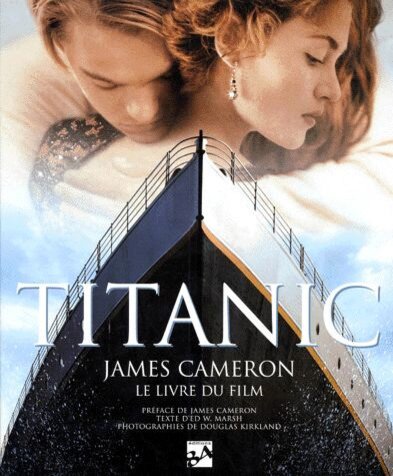 TITANIC
JAMES CAMERON
LE LIVRE DU FILM
PRÉFACE DE JAMES CAMERON
TEXTE D'ED W. MARSH
PHOTOGRAPHIES DE DOUGLAS KIRKLAND